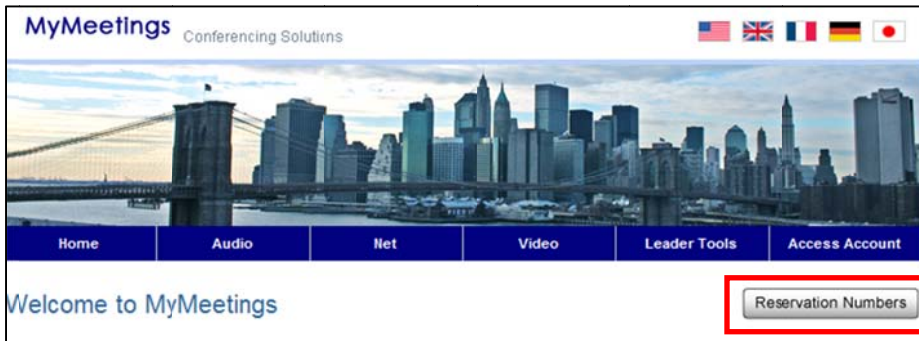 MyMeetings Conferencing Solutions
Home Audio Net Video Leader Tools Access Account
Welcome to MyMeetings
Reservation Numbers